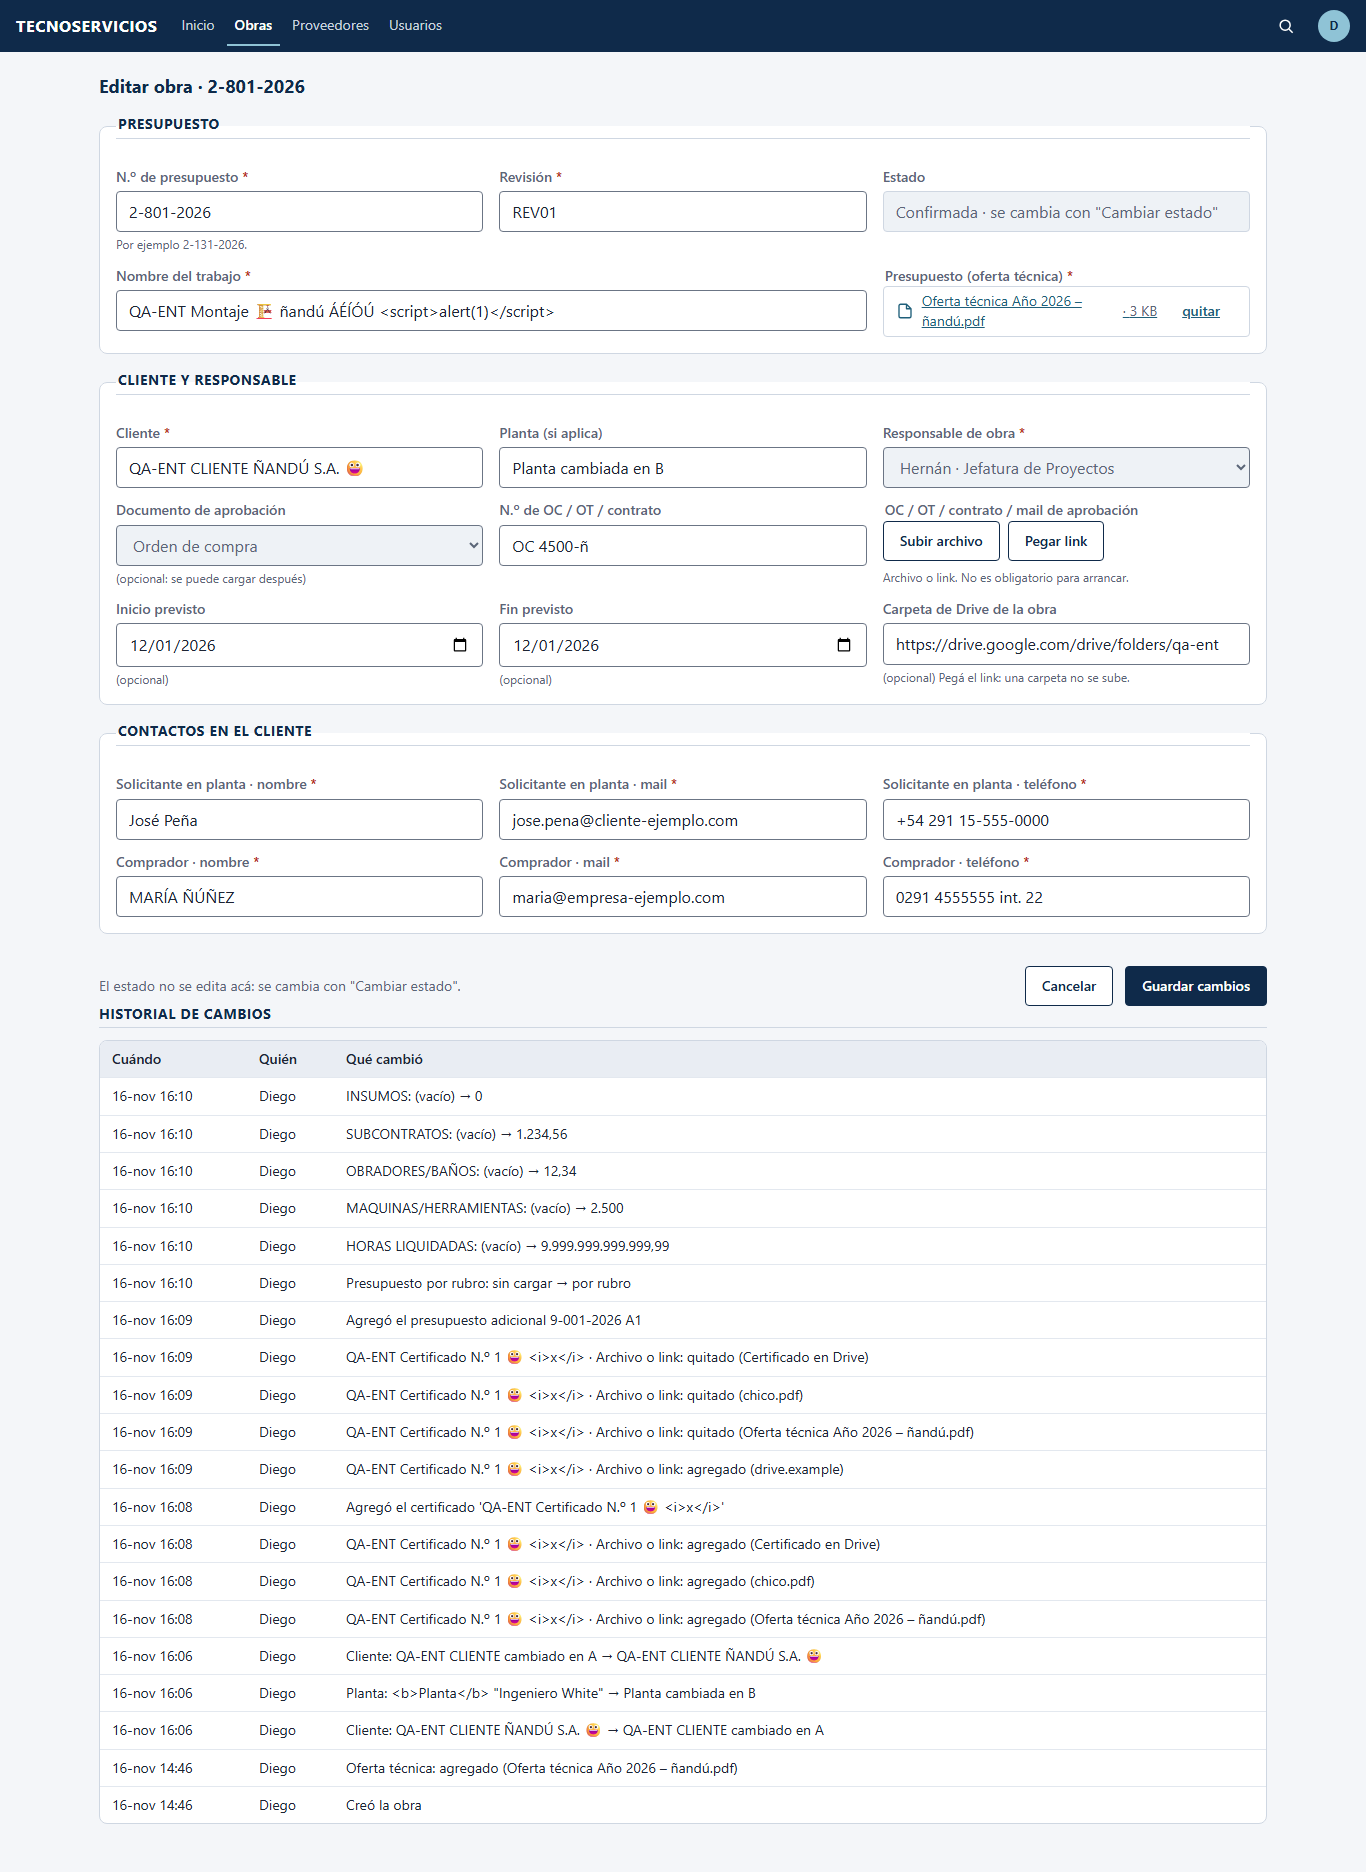 TECNOSERVICIOS Inicio Obras Proveedores Usuarios D
Editar obra · 2-801-2026
PRESUPUESTO
N.º de presupuesto * Revisión * Estado
2-801-2026 REV01 Confirmada · se cambia con "Cambiar estado"
Por ejemplo 2-131-2026.
Nombre del trabajo * Presupuesto (oferta técnica) *
QA-ENT Montaje 🏗️ ñandú ÁÉÍÓÚ <script>alert(1)</script>
Oferta técnica Año 2026 –
ñandú.pdf · 3 KB quitar
CLIENTE Y RESPONSABLE
Cliente * Planta (si aplica) Responsable de obra *
QA-ENT CLIENTE ÑANDÚ S.A. 😀 Planta cambiada en B Hernán · Jefatura de Proyectos
Documento de aprobación N.º de OC / OT / contrato OC / OT / contrato / mail de aprobación
Orden de compra OC 4500-ñ Subir archivo Pegar link
(opcional: se puede cargar después) Archivo o link. No es obligatorio para arrancar.
Inicio previsto Fin previsto Carpeta de Drive de la obra
12/01/2026 12/01/2026 https://drive.google.com/drive/folders/qa-ent
(opcional) (opcional) (opcional) Pegá el link: una carpeta no se sube.
CONTACTOS EN EL CLIENTE
Solicitante en planta · nombre * Solicitante en planta · mail * Solicitante en planta · teléfono *
José Peña jose.pena@cliente-ejemplo.com +54 291 15-555-0000
Comprador · nombre * Comprador · mail * Comprador · teléfono *
MARÍA ÑÚÑEZ maria@empresa-ejemplo.com 0291 4555555 int. 22
El estado no se edita acá: se cambia con "Cambiar estado". Cancelar Guardar cambios
HISTORIAL DE CAMBIOS
Cuándo Quién Qué cambió
16-nov 16:10 Diego INSUMOS: (vacío) → 0
16-nov 16:10 Diego SUBCONTRATOS: (vacío) → 1.234,56
16-nov 16:10 Diego OBRADORES/BAÑOS: (vacío) → 12,34
16-nov 16:10 Diego MAQUINAS/HERRAMIENTAS: (vacío) → 2.500
16-nov 16:10 Diego HORAS LIQUIDADAS: (vacío) → 9.999.999.999.999,99
16-nov 16:10 Diego Presupuesto por rubro: sin cargar → por rubro
16-nov 16:09 Diego Agregó el presupuesto adicional 9-001-2026 A1
16-nov 16:09 Diego QA-ENT Certificado N.º 1 😀 <i>x</i> · Archivo o link: quitado (Certificado en Drive)
16-nov 16:09 Diego QA-ENT Certificado N.º 1 😀 <i>x</i> · Archivo o link: quitado (chico.pdf)
16-nov 16:09 Diego QA-ENT Certificado N.º 1 😀 <i>x</i> · Archivo o link: quitado (Oferta técnica Año 2026 – ñandú.pdf)
16-nov 16:09 Diego QA-ENT Certificado N.º 1 😀 <i>x</i> · Archivo o link: agregado (drive.example)
16-nov 16:08 Diego Agregó el certificado 'QA-ENT Certificado N.º 1 😀 <i>x</i>'
16-nov 16:08 Diego QA-ENT Certificado N.º 1 😀 <i>x</i> · Archivo o link: agregado (Certificado en Drive)
16-nov 16:08 Diego QA-ENT Certificado N.º 1 😀 <i>x</i> · Archivo o link: agregado (chico.pdf)
16-nov 16:08 Diego QA-ENT Certificado N.º 1 😀 <i>x</i> · Archivo o link: agregado (Oferta técnica Año 2026 – ñandú.pdf)
16-nov 16:06 Diego Cliente: QA-ENT CLIENTE cambiado en A → QA-ENT CLIENTE ÑANDÚ S.A. 😀
16-nov 16:06 Diego Planta: <b>Planta</b> "Ingeniero White" → Planta cambiada en B
16-nov 16:06 Diego Cliente: QA-ENT CLIENTE ÑANDÚ S.A. 😀 → QA-ENT CLIENTE cambiado en A
16-nov 14:46 Diego Oferta técnica: agregado (Oferta técnica Año 2026 – ñandú.pdf)
16-nov 14:46 Diego Creó la obra